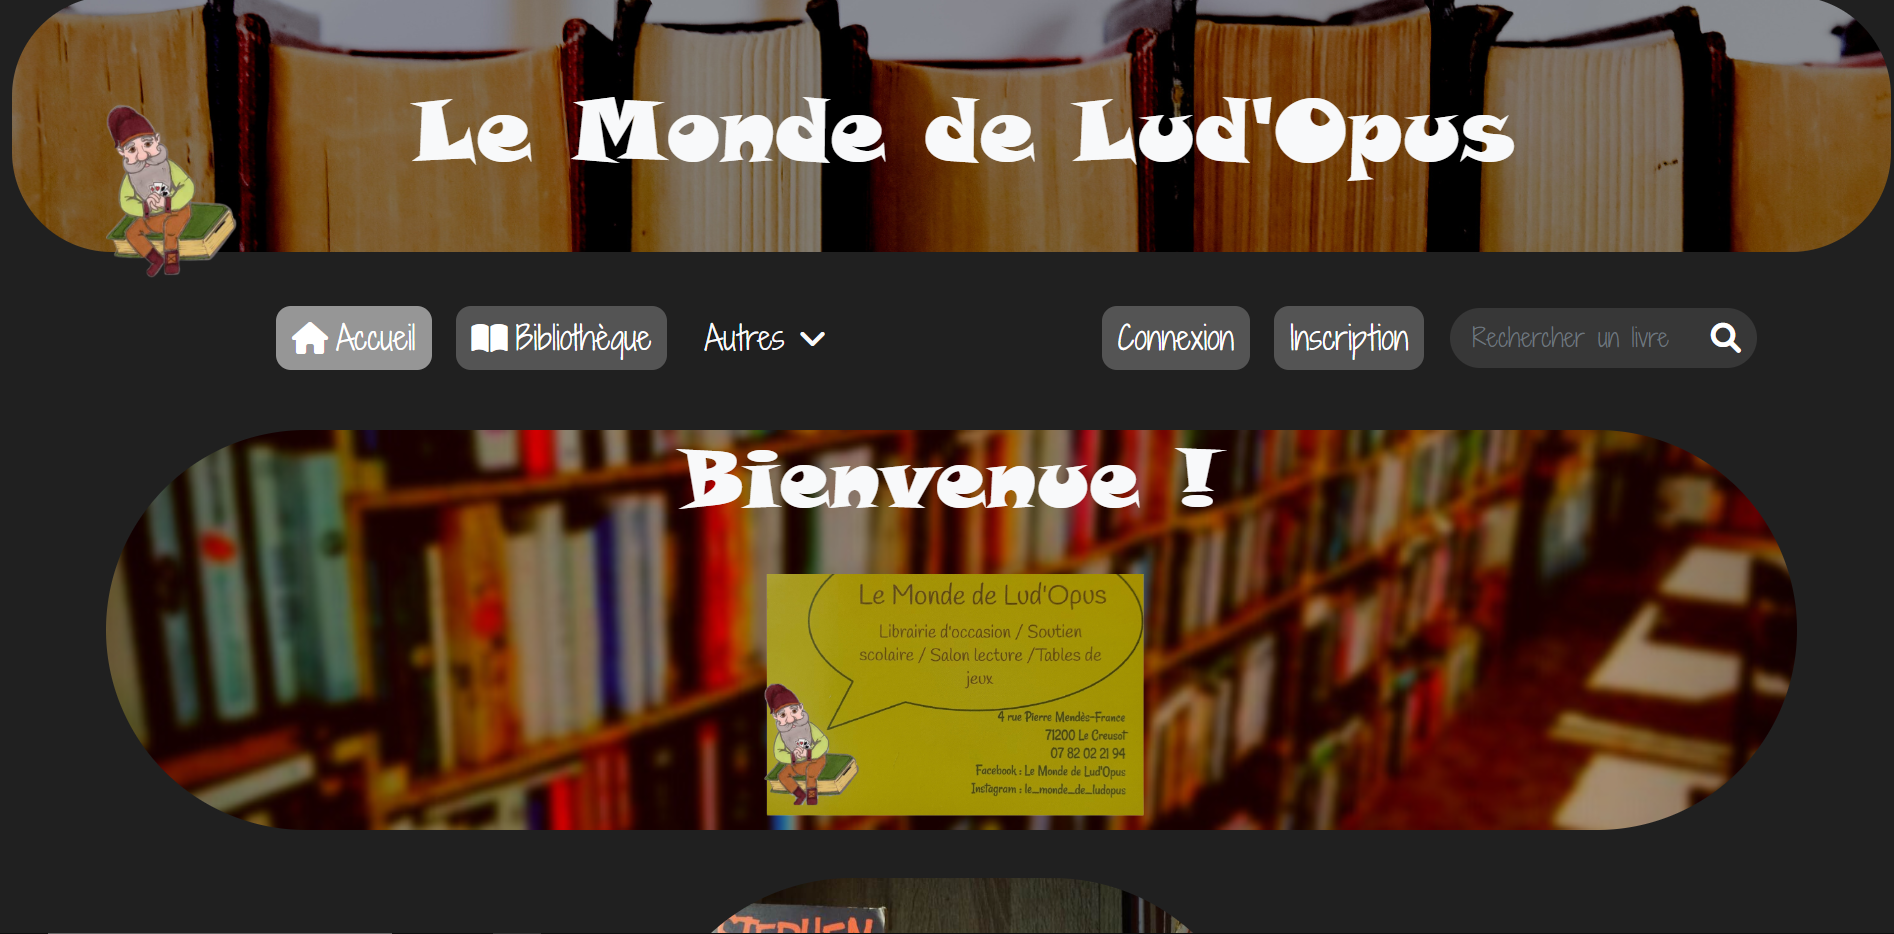 Le Monde de Lud'Opus
Accueil
Bibliothèque
Autres
Connexion
Inscription
Rechercher un livre
Bienvenue !
Le Monde de Lud'Opus
Librairie d'occasion / Soutien
scolaire / Salon lecture /Tables de
jeux
4 rue Pierre Mendès-France
71200 Le Creusot
07 82 02 21 94
Facebook : Le Monde de Lud'Opus
Instagram : le_monde_de_ludopus